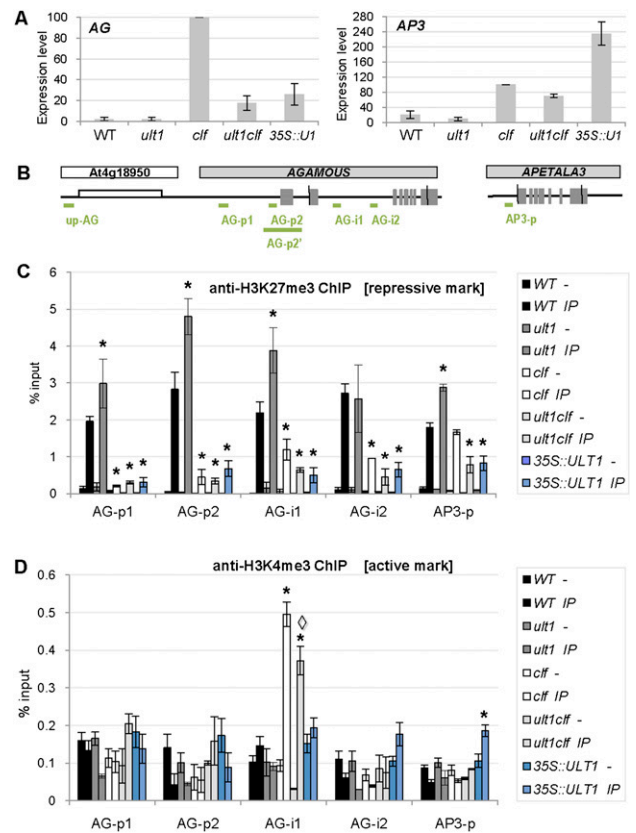 A
AG
Expression level
100
80
60
40
20
0
WT ult1 clf ult1clf 35S::U1
AP3
Expression level
280
240
200
160
120
80
40
0
WT ult1 clf ult1clf 35S::U1
B
At4g18950 AGAMOUS APETALA3
up-AG AG-p1 AG-p2 AG-i1 AG-i2 AP3-p
AG-p2'
C
anti-H3K27me3 ChIP [repressive mark]
% input
6
5
4
3
2
1
0
* * * * * * * * * * * * * * * * * *
AG-p1 AG-p2 AG-i1 AG-i2 AP3-p
WT -
WT IP
ult1 -
ult1 IP
clf -
clf IP
ult1clf -
ult1clf IP
35S::ULT1 -
35S::ULT1 IP
D
anti-H3K4me3 ChIP [active mark]
% input
0.6
0.5
0.4
0.3
0.2
0.1
0
* ◊ * *
AG-p1 AG-p2 AG-i1 AG-i2 AP3-p
WT -
WT IP
ult1 -
ult1 IP
clf -
clf IP
ult1clf -
ult1clf IP
35S::ULT1 -
35S::ULT1 IP